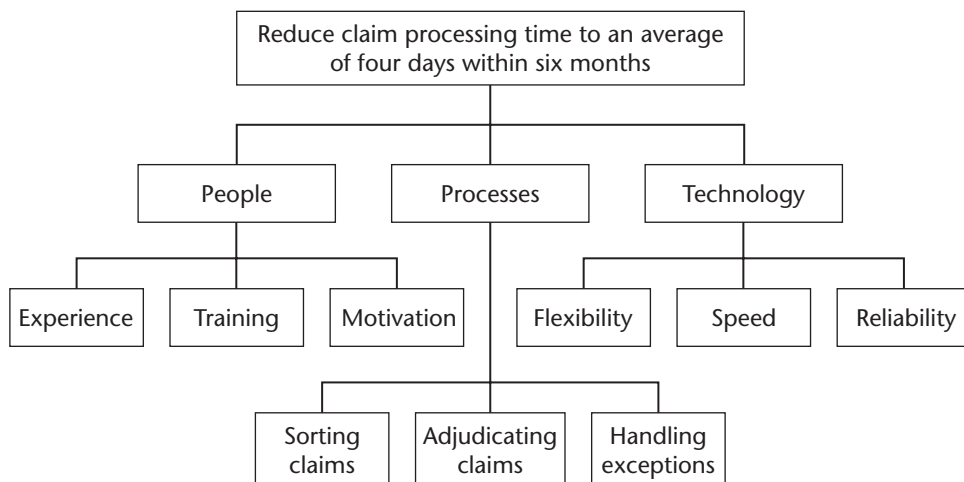 Reduce claim processing time to an average
of four days within six months
People
Processes
Technology
Experience
Training
Motivation
Flexibility
Speed
Reliability
Sorting
claims
Adjudicating
claims
Handling
exceptions